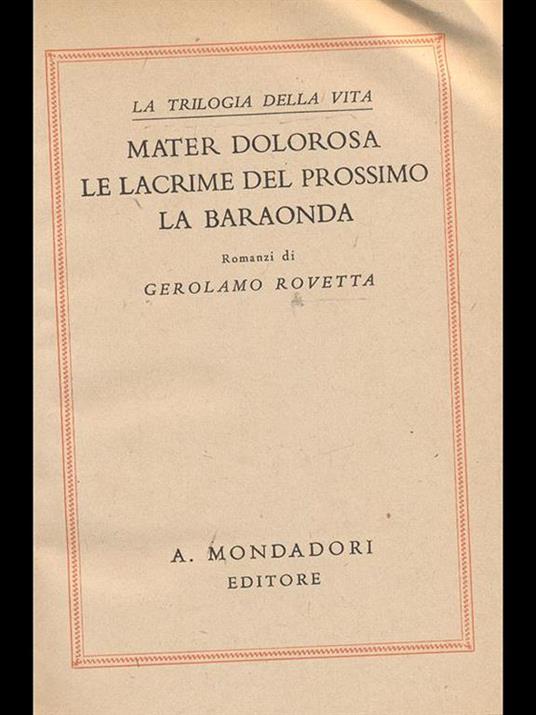 LA TRILOGIA DELLA VITA
MATER DOLOROSA
LE LACRIME DEL PROSSIMO
LA BARAONDA
Romanzi di
GEROLAMO ROVETTA
A. MONDADORI
EDITORE